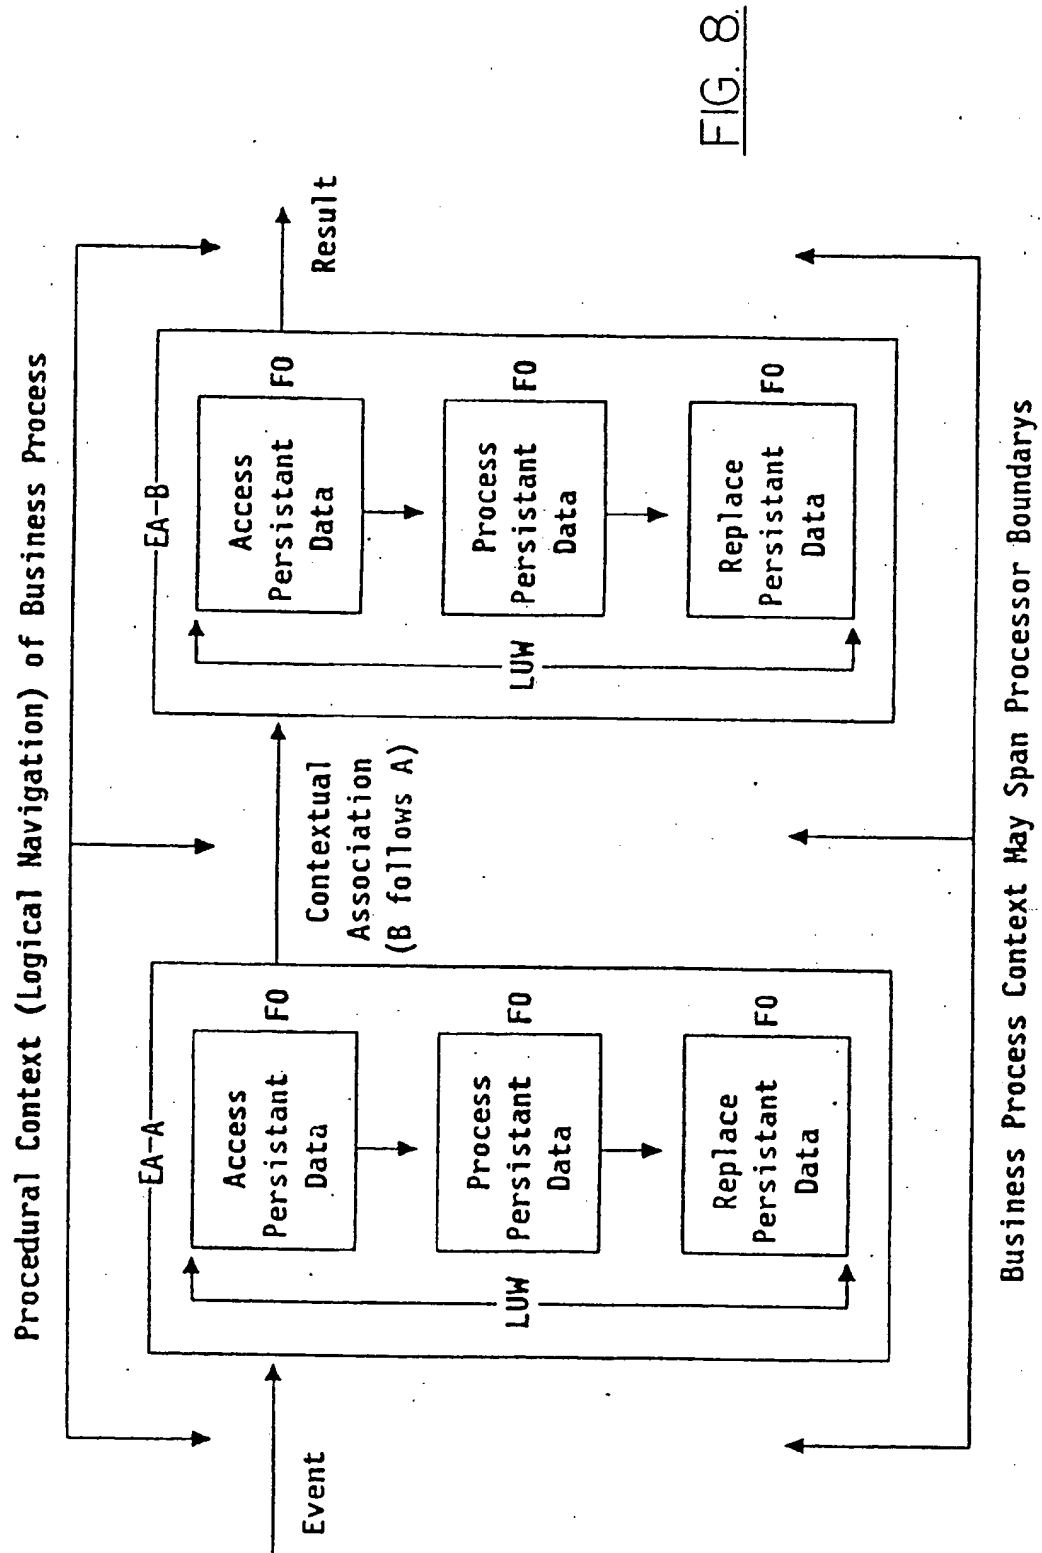 Procedural Context (Logical Navigation) of Business Process
Event
EA-A
LUW
Access
Persistant
Data
FO
Process
Persistant
Data
FO
Replace
Persistant
Data
FO
Contextual
Association
(B follows A)
EA-B
LUW
Access
Persistant
Data
FO
Process
Persistant
Data
FO
Replace
Persistant
Data
FO
Result
Business Process Context May Span Processor Boundarys
FIG. 8.